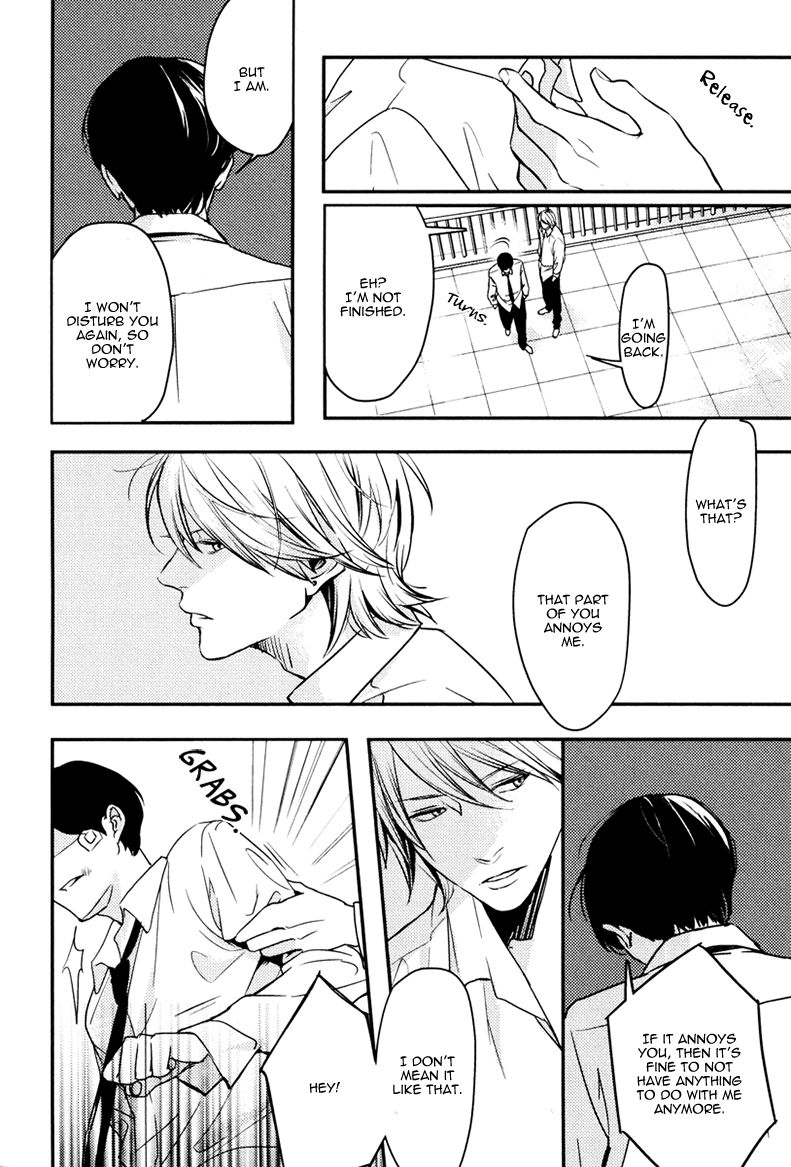 Release.
I'M
GOING
BACK.
Turns.
EH?
I'M NOT
FINISHED.
BUT
I AM.
I WON'T
DISTURB YOU
AGAIN, SO
DON'T
WORRY.
WHAT'S
THAT?
THAT PART
OF YOU
ANNOYS
ME.
IF IT ANNOYS
YOU, THEN IT'S
FINE TO NOT
HAVE ANYTHING
TO DO WITH ME
ANYMORE.
I DON'T
MEAN IT
LIKE THAT.
HEY!
GRABS.